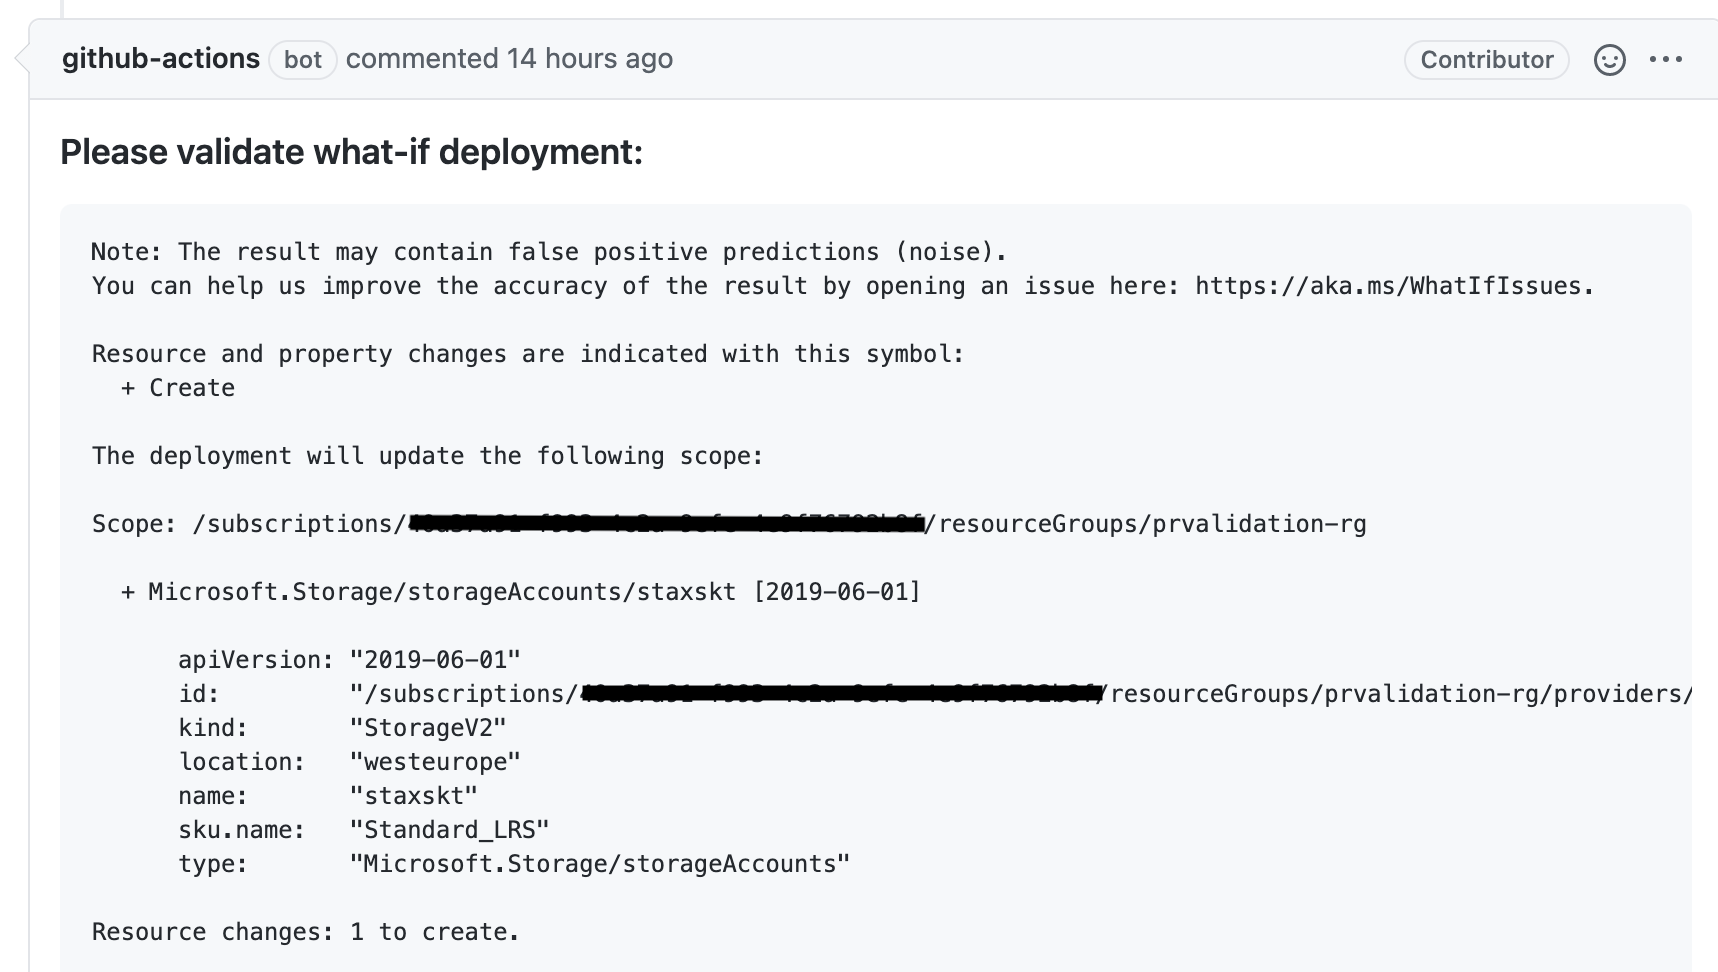 github-actions bot commented 14 hours ago Contributor
Please validate what-if deployment:
Note: The result may contain false positive predictions (noise).
You can help us improve the accuracy of the result by opening an issue here: https://aka.ms/WhatIfIssues.
Resource and property changes are indicated with this symbol:
+ Create
The deployment will update the following scope:
Scope: /subscriptions/ /resourceGroups/prvalidation-rg
+ Microsoft.Storage/storageAccounts/staxskt [2019-06-01]
apiVersion: "2019-06-01"
id: "/subscriptions/ /resourceGroups/prvalidation-rg/providers/
kind: "StorageV2"
location: "westeurope"
name: "staxskt"
sku.name: "Standard_LRS"
type: "Microsoft.Storage/storageAccounts"
Resource changes: 1 to create.